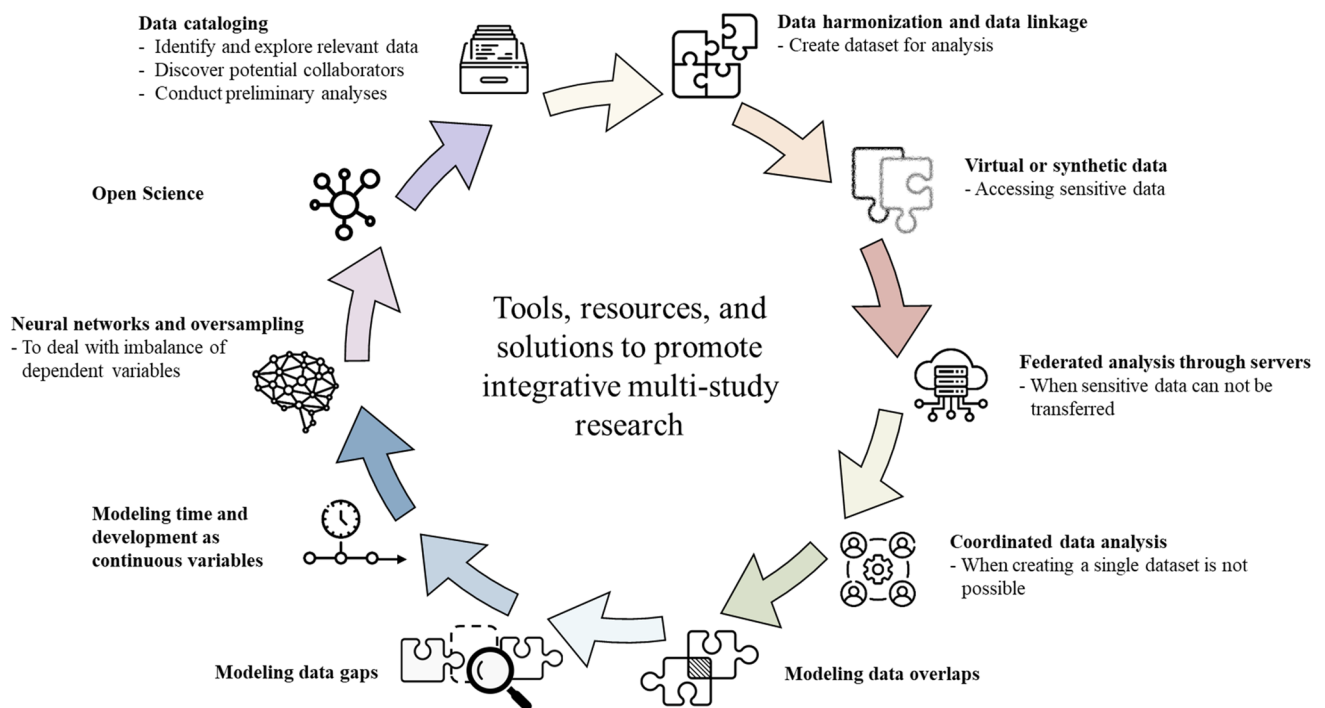 Data cataloging
- Identify and explore relevant data
- Discover potential collaborators
- Conduct preliminary analyses
Data harmonization and data linkage
- Create dataset for analysis
Virtual or synthetic data
- Accessing sensitive data
Federated analysis through servers
- When sensitive data can not be
transferred
Coordinated data analysis
- When creating a single dataset is not
possible
Modeling data overlaps
Modeling data gaps
Modeling time and
development as
continuous variables
Neural networks and oversampling
- To deal with imbalance of
dependent variables
Open Science
Tools, resources, and
solutions to promote
integrative multi-study
research